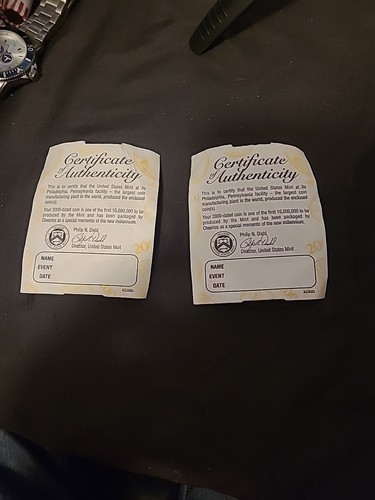 Certificate
of Authenticity
This is to certify that the United States Mint at its
Philadelphia, Pennsylvania facility – the largest coin
manufacturing plant in the world, produced the enclosed
coin(s).
Your 2000-dated coin is one of the first 10,000,000 to be
produced by the Mint and has been packaged by
Cheerios as a special memento of the new millennium.
Philip N. Diehl
Director, United States Mint
NAME
EVENT
DATE
Certificate
of Authenticity
This is to certify that the United States Mint at its
Philadelphia, Pennsylvania facility – the largest coin
manufacturing plant in the world, produced the enclosed
coin(s).
Your 2000-dated coin is one of the first 10,000,000 to be
produced by the Mint and has been packaged by
Cheerios as a special memento of the new millennium.
Philip N. Diehl
Director, United States Mint
NAME
EVENT
DATE